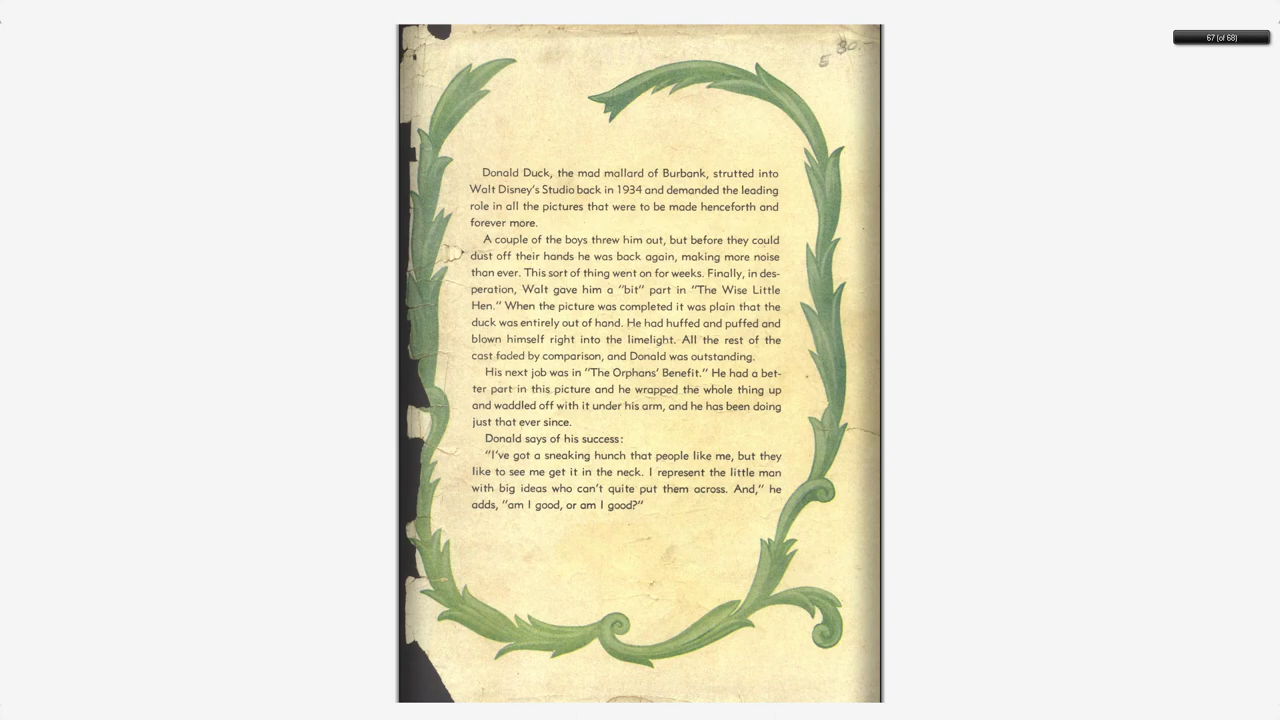 67 (of 68)
Donald Duck, the mad mallard of Burbank, strutted into
Walt Disney's Studio back in 1934 and demanded the leading
role in all the pictures that were to be made henceforth and
forever more.
A couple of the boys threw him out, but before they could
dust off their hands he was back again, making more noise
than ever. This sort of thing went on for weeks. Finally, in des-
peration, Walt gave him a "bit" part in "The Wise Little
Hen." When the picture was completed it was plain that the
duck was entirely out of hand. He had huffed and puffed and
blown himself right into the limelight. All the rest of the
cast faded by comparison, and Donald was outstanding.
His next job was in "The Orphans' Benefit." He had a bet-
ter part in this picture and he wrapped the whole thing up
and waddled off with it under his arm, and he has been doing
just that ever since.
Donald says of his success:
"I've got a sneaking hunch that people like me, but they
like to see me get it in the neck. I represent the little man
with big ideas who can't quite put them across. And," he
adds, "am I good, or am I good?"